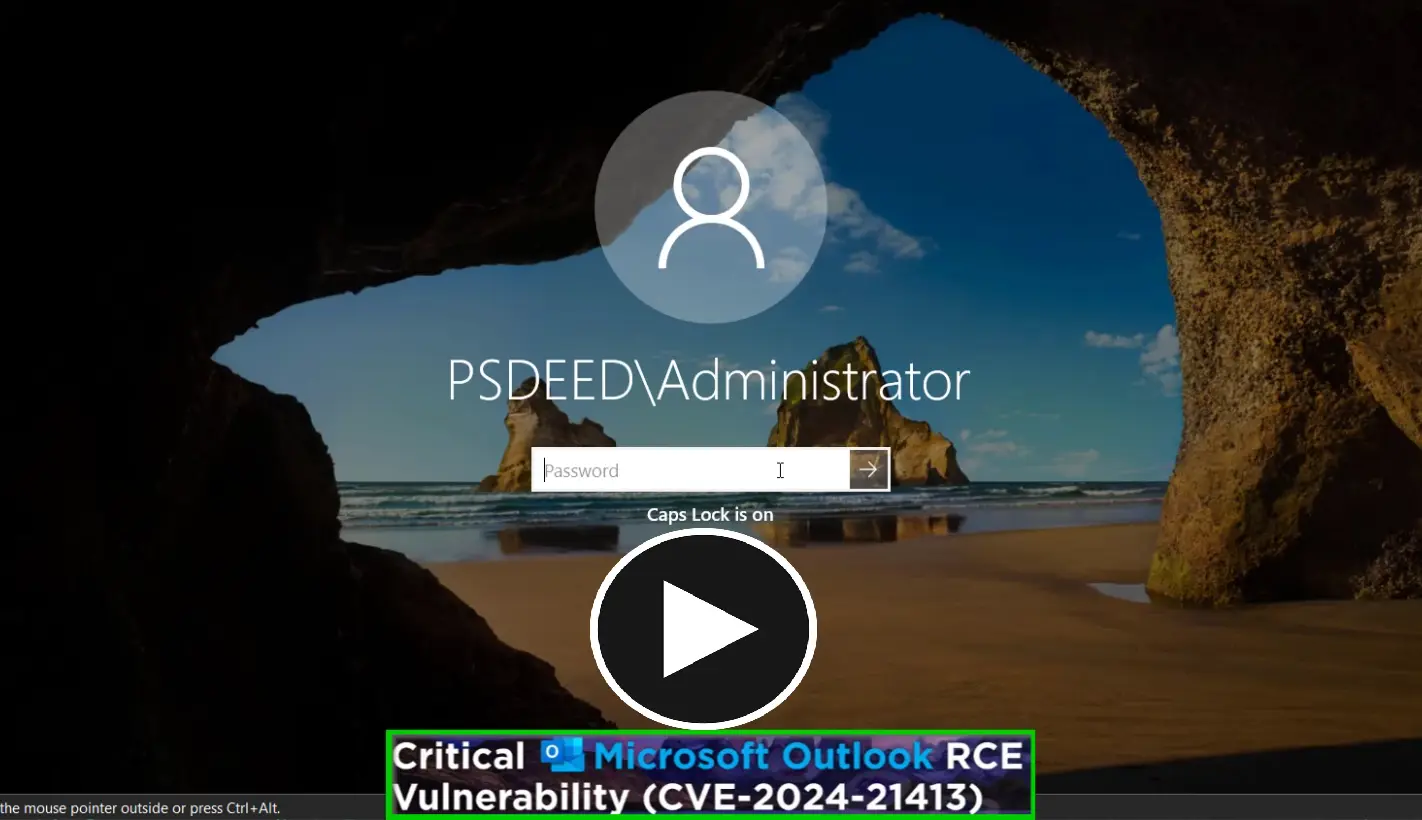 PSDEED\Administrator
Password
Caps Lock is on
Critical Microsoft Outlook RCE
Vulnerability (CVE-2024-21413)
the mouse pointer outside or press Ctrl+Alt.